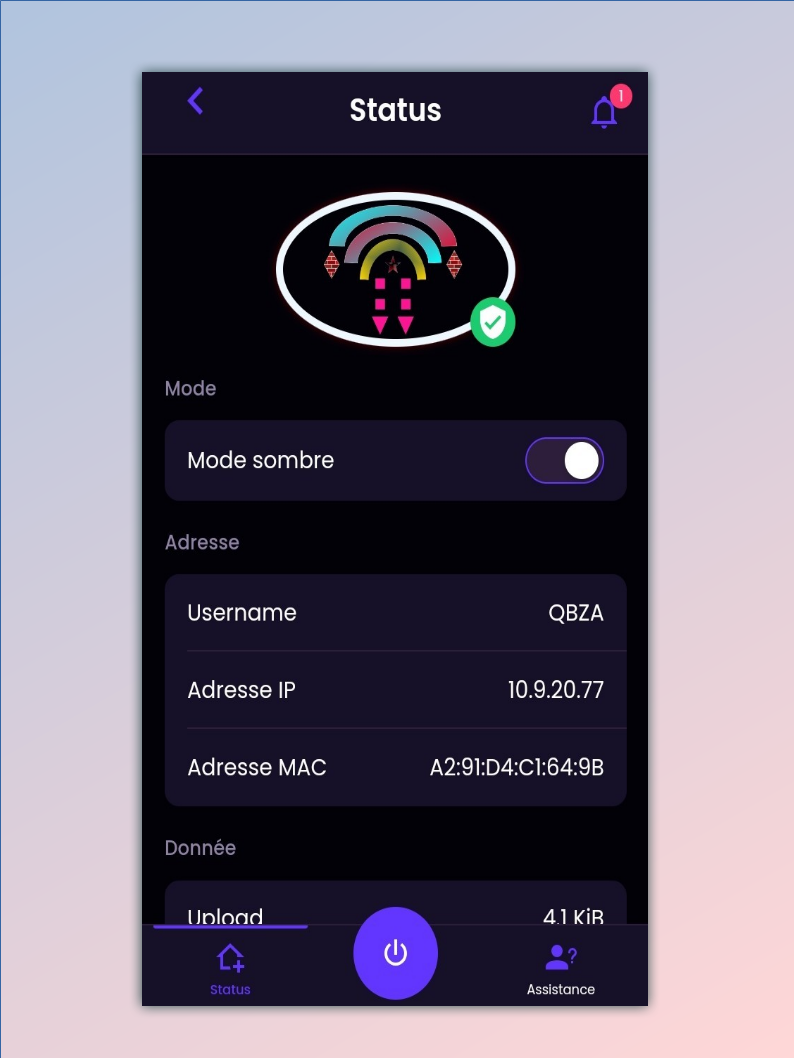 Status
1
Mode
Mode sombre
Adresse
Username QBZA
Adresse IP 10.9.20.77
Adresse MAC A2:91:D4:C1:64:9B
Donnée
Upload 4.1 KiB
Status
Assistance